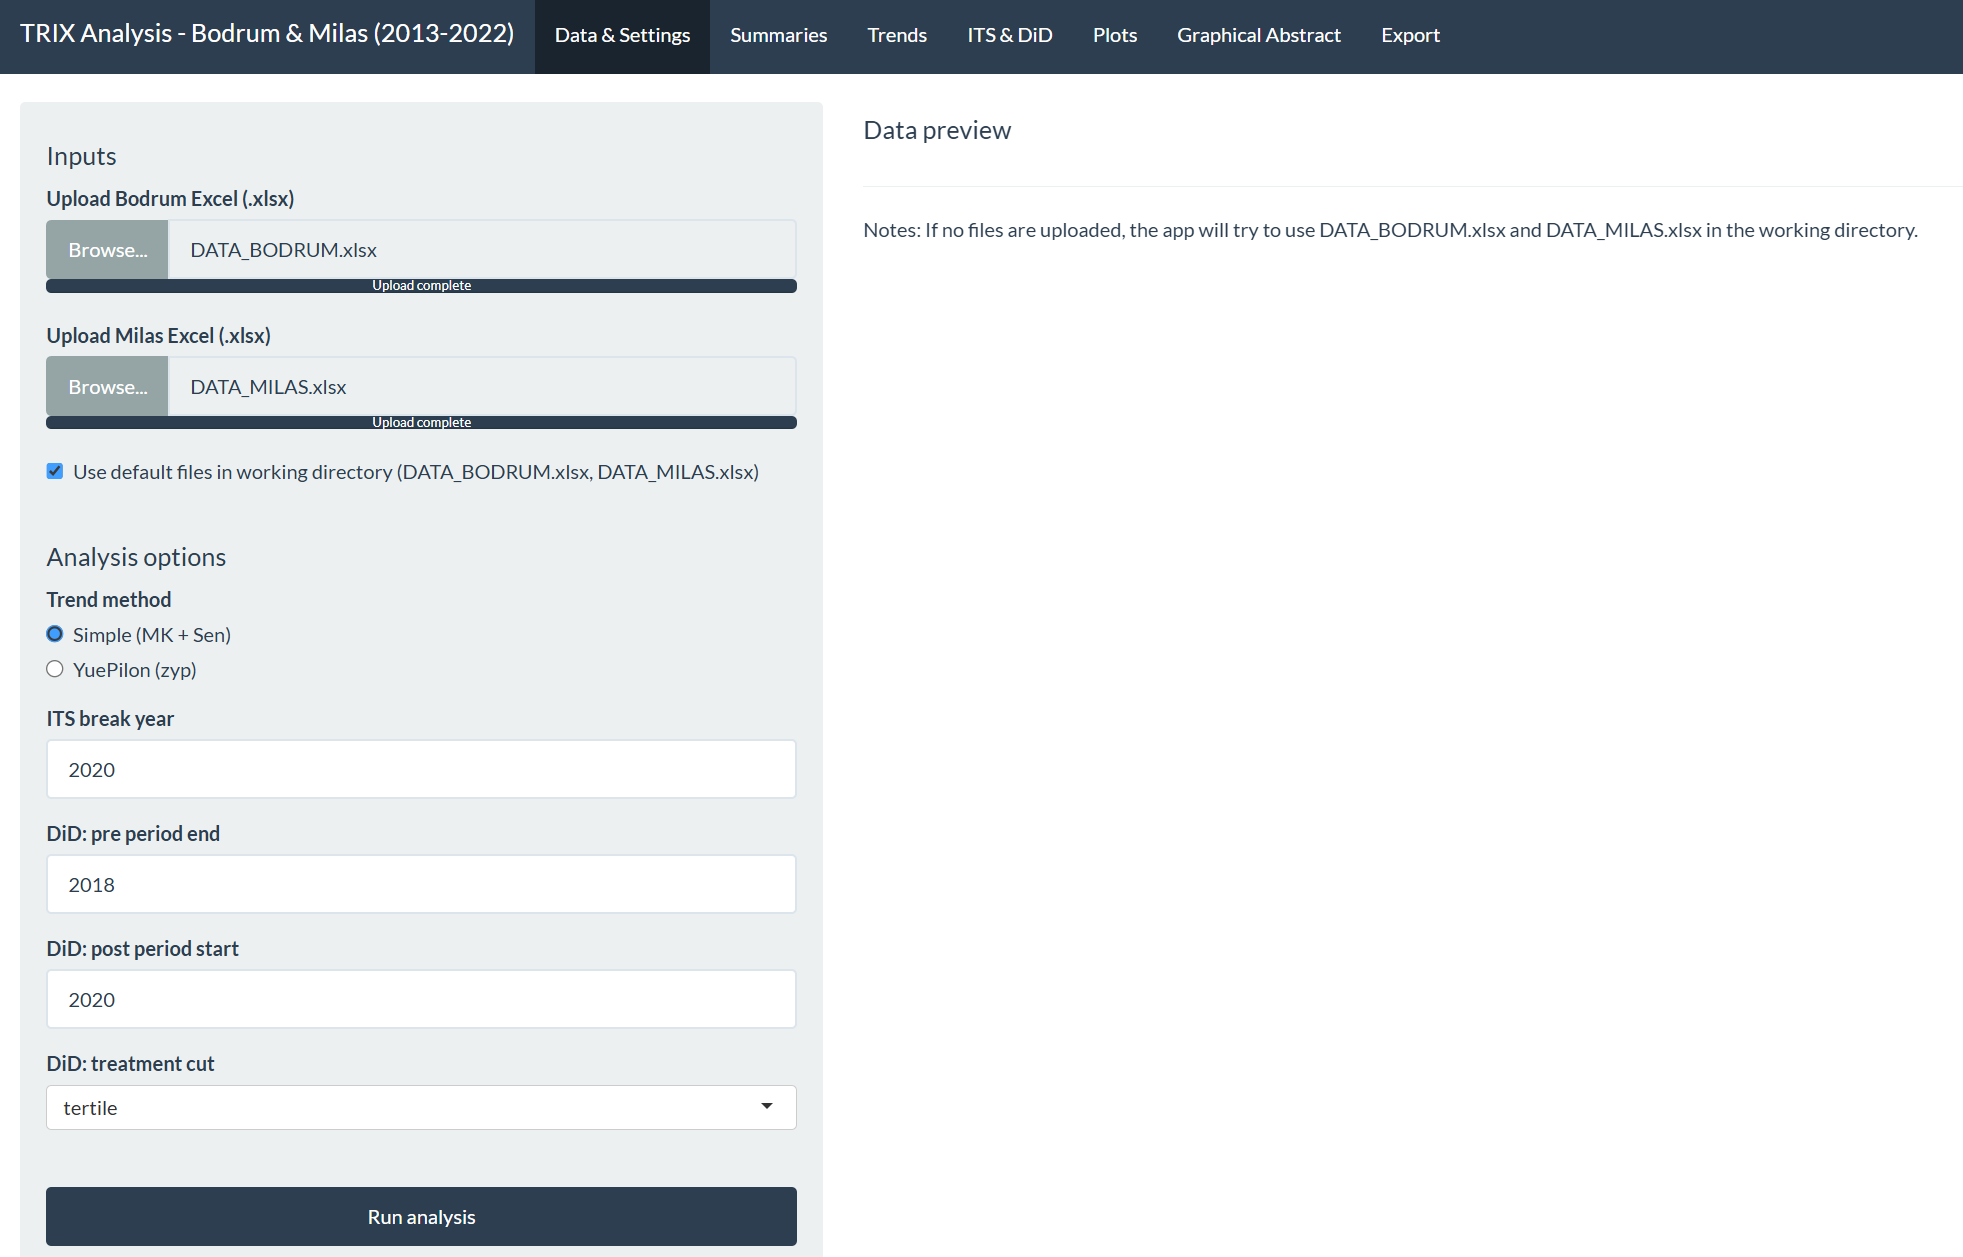 TRIX Analysis - Bodrum & Milas (2013-2022)
Data & Settings
Summaries
Trends
ITS & DiD
Plots
Graphical Abstract
Export
Inputs
Upload Bodrum Excel (.xlsx)
Browse...
DATA_BODRUM.xlsx
Upload complete
Upload Milas Excel (.xlsx)
Browse...
DATA_MILAS.xlsx
Upload complete
Use default files in working directory (DATA_BODRUM.xlsx, DATA_MILAS.xlsx)
Analysis options
Trend method
Simple (MK + Sen)
YuePilon (zyp)
ITS break year
2020
DiD: pre period end
2018
DiD: post period start
2020
DiD: treatment cut
tertile
Run analysis
Data preview
Notes: If no files are uploaded, the app will try to use DATA_BODRUM.xlsx and DATA_MILAS.xlsx in the working directory.